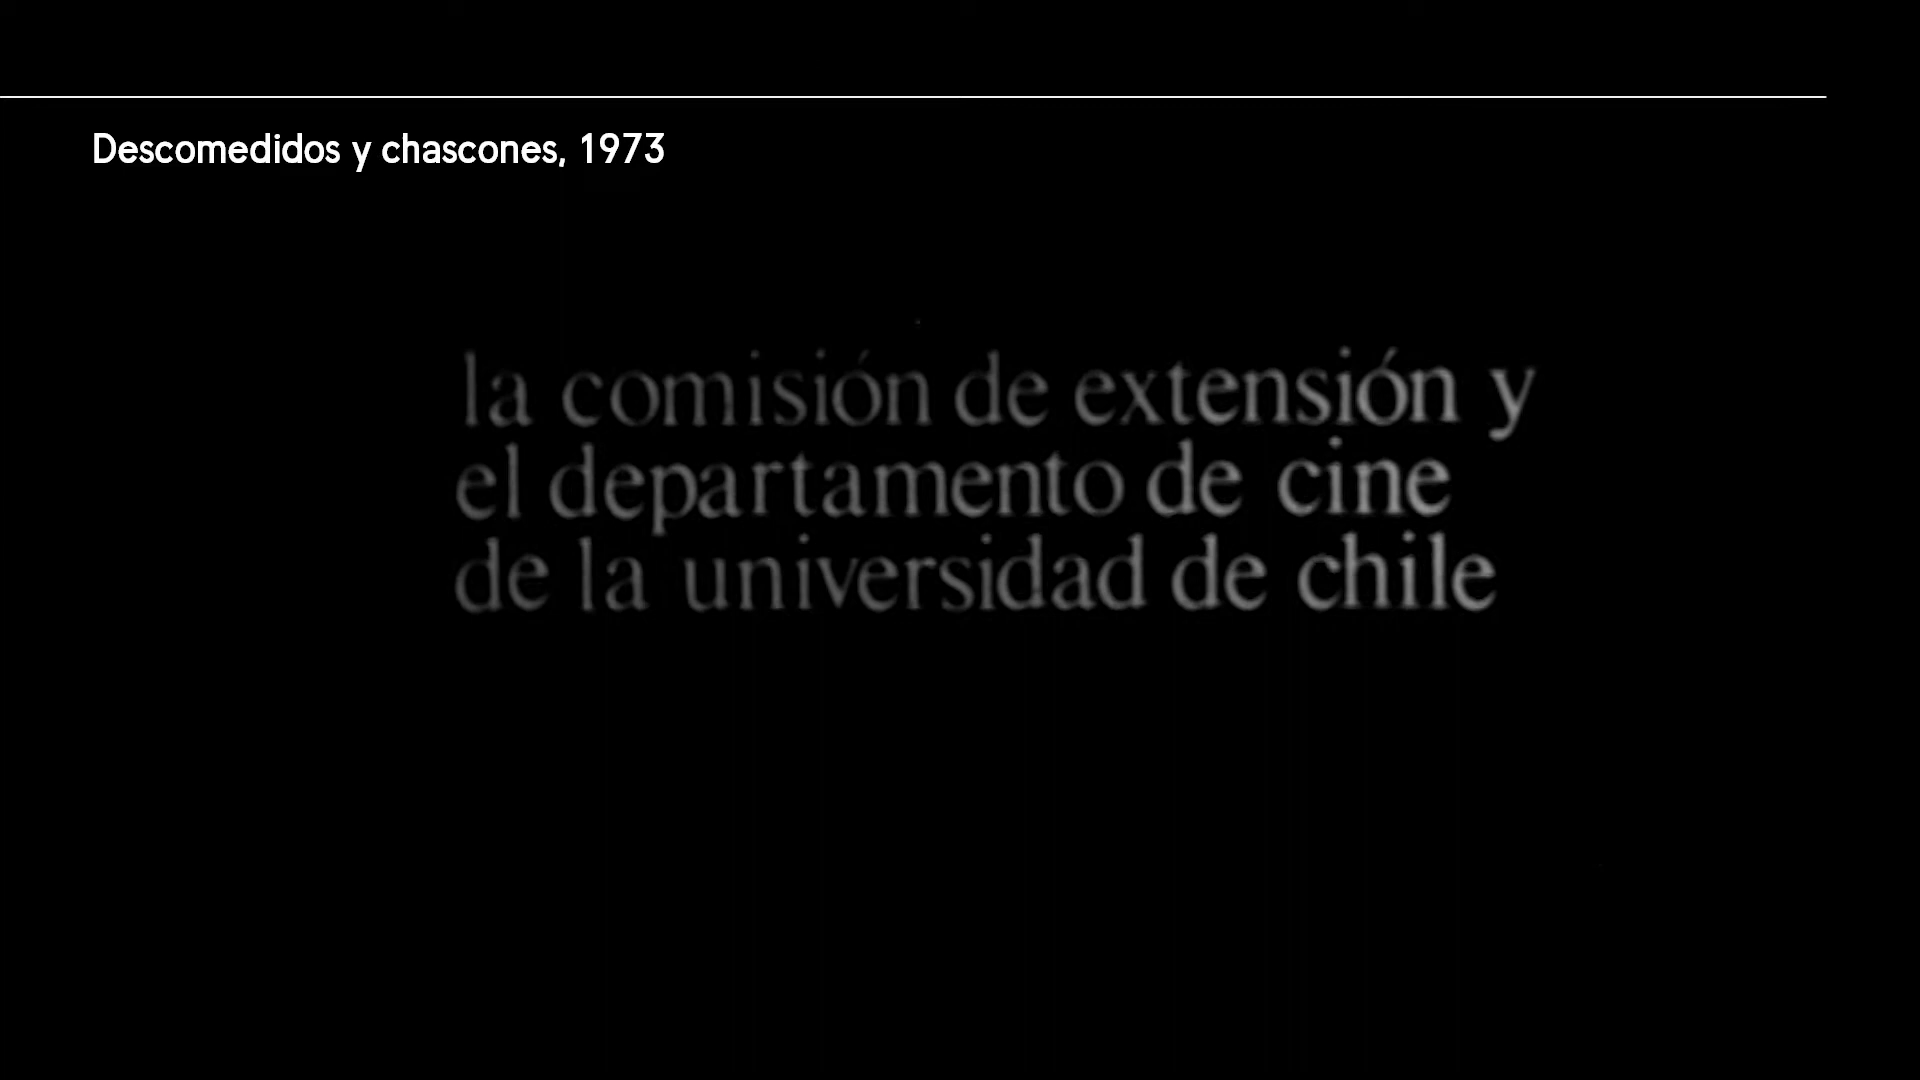 Descomedidos y chascones, 1973
la comisión de extensión y
el departamento de cine
de la universidad de chile